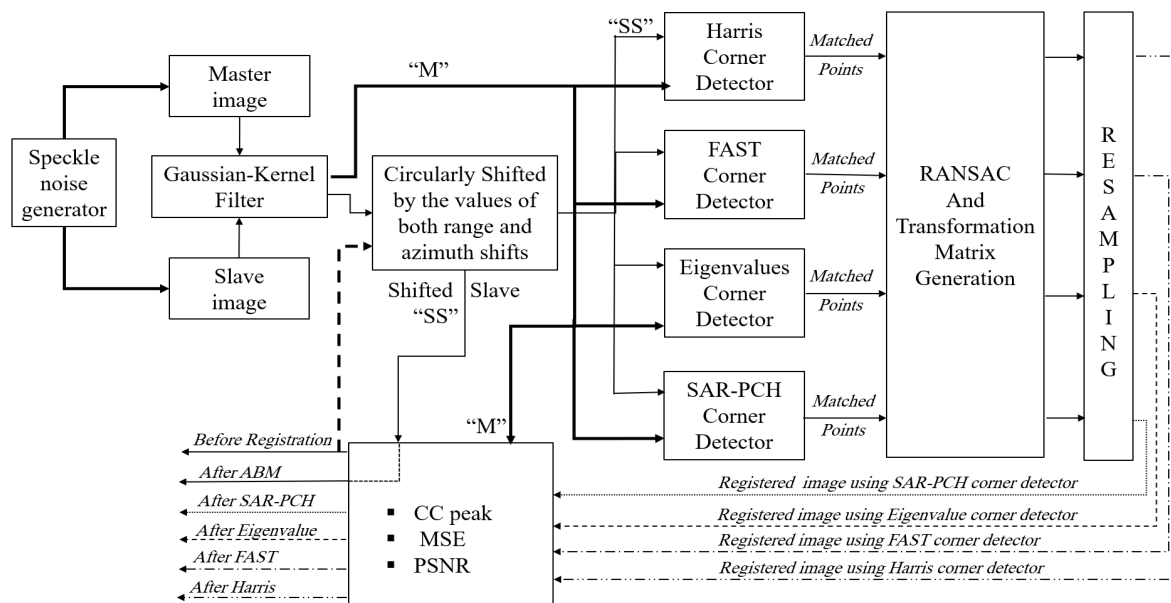 Speckle
noise
generator
Master
image
Gaussian-Kernel
Filter
Slave
image
“M”
Circularly Shifted
by the values of
both range and
azimuth shifts
Shifted Slave
“SS”
“SS”
Harris
Corner
Detector
FAST
Corner
Detector
Eigenvalues
Corner
Detector
SAR-PCH
Corner
Detector
“M”
Matched
Points
Matched
Points
Matched
Points
Matched
Points
RANSAC
And
Transformation
Matrix
Generation
R
E
S
A
M
P
L
I
N
G
Before Registration
After ABM
After SAR-PCH
After Eigenvalue
After FAST
After Harris
▪ CC peak
▪ MSE
▪ PSNR
Registered image using SAR-PCH corner detector
Registered image using Eigenvalue corner detector
Registered image using FAST corner detector
Registered image using Harris corner detector